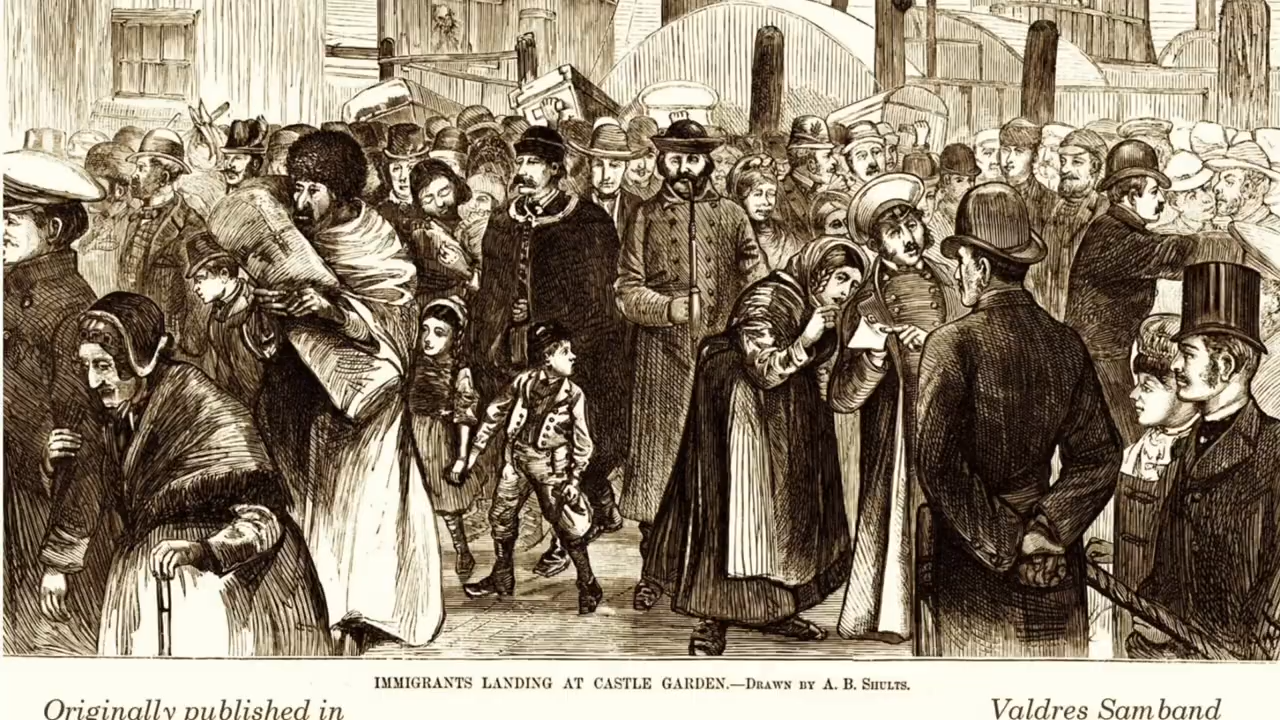 IMMIGRANTS LANDING AT CASTLE GARDEN.—DRAWN BY A. B. SHULTS.
Originally published in
Valdres Samband